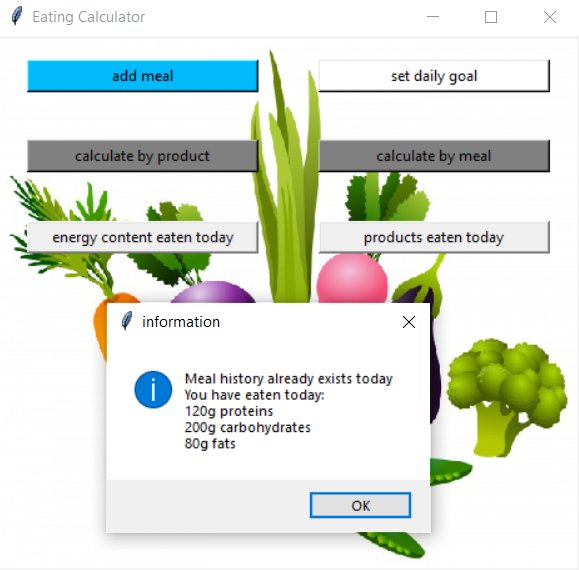 Eating Calculator
add meal
set daily goal
calculate by product
calculate by meal
energy content eaten today
products eaten today
information
Meal history already exists today
You have eaten today:
120g proteins
200g carbohydrates
80g fats
OK